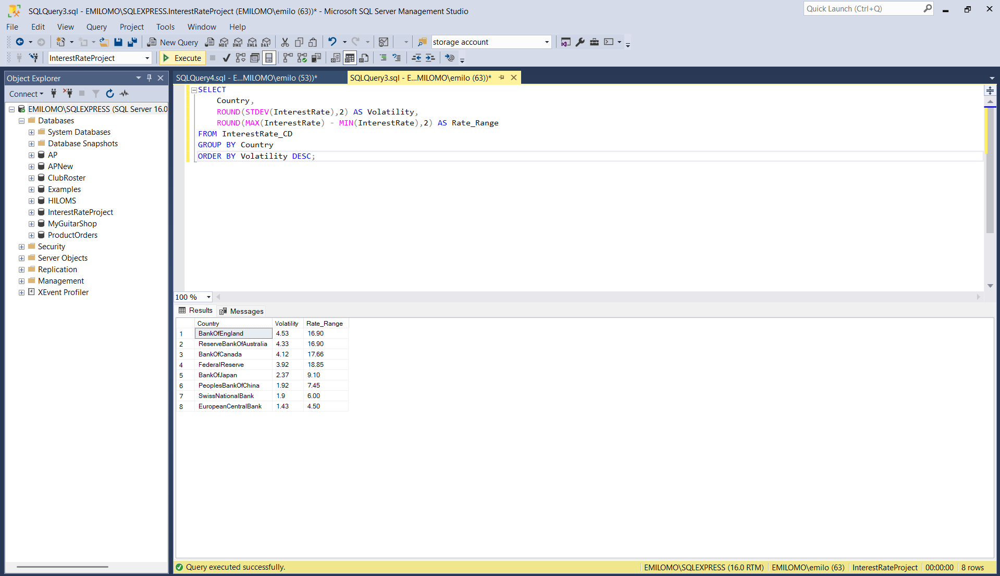 SQLQuery3.sql - EMILOMO\SQLEXPRESS.InterestRateProject (EMILOMO\emilo (63))* - Microsoft SQL Server Management Studio
Quick Launch (Ctrl+Q)
File Edit View Query Project Tools Window Help
New Query MDX DMX XMLA DAX storage account
InterestRateProject Execute
Object Explorer
Connect
EMILOMO\SQLEXPRESS (SQL Server 16.0
Databases
System Databases
Database Snapshots
AP
APNew
ClubRoster
Examples
HILOMS
InterestRateProject
MyGuitarShop
ProductOrders
Security
Server Objects
Replication
Management
XEvent Profiler
SQLQuery4.sql - E...MILOMO\emilo (53))* SQLQuery3.sql - E...MILOMO\emilo (63))*
SELECT
Country,
ROUND(STDEV(InterestRate),2) AS Volatility,
ROUND(MAX(InterestRate) - MIN(InterestRate),2) AS Rate_Range
FROM InterestRate_CD
GROUP BY Country
ORDER BY Volatility DESC;
100 %
Results Messages
Country Volatility Rate_Range
1 BankOfEngland 4.53 16.90
2 ReserveBankOfAustralia 4.33 16.90
3 BankOfCanada 4.12 17.66
4 FederalReserve 3.92 18.85
5 BankOfJapan 2.37 9.10
6 PeoplesBankOfChina 1.92 7.45
7 SwissNationalBank 1.9 6.00
8 EuropeanCentralBank 1.43 4.50
Query executed successfully. EMILOMO\SQLEXPRESS (16.0 RTM) EMILOMO\emilo (63) InterestRateProject 00:00:00 8 rows